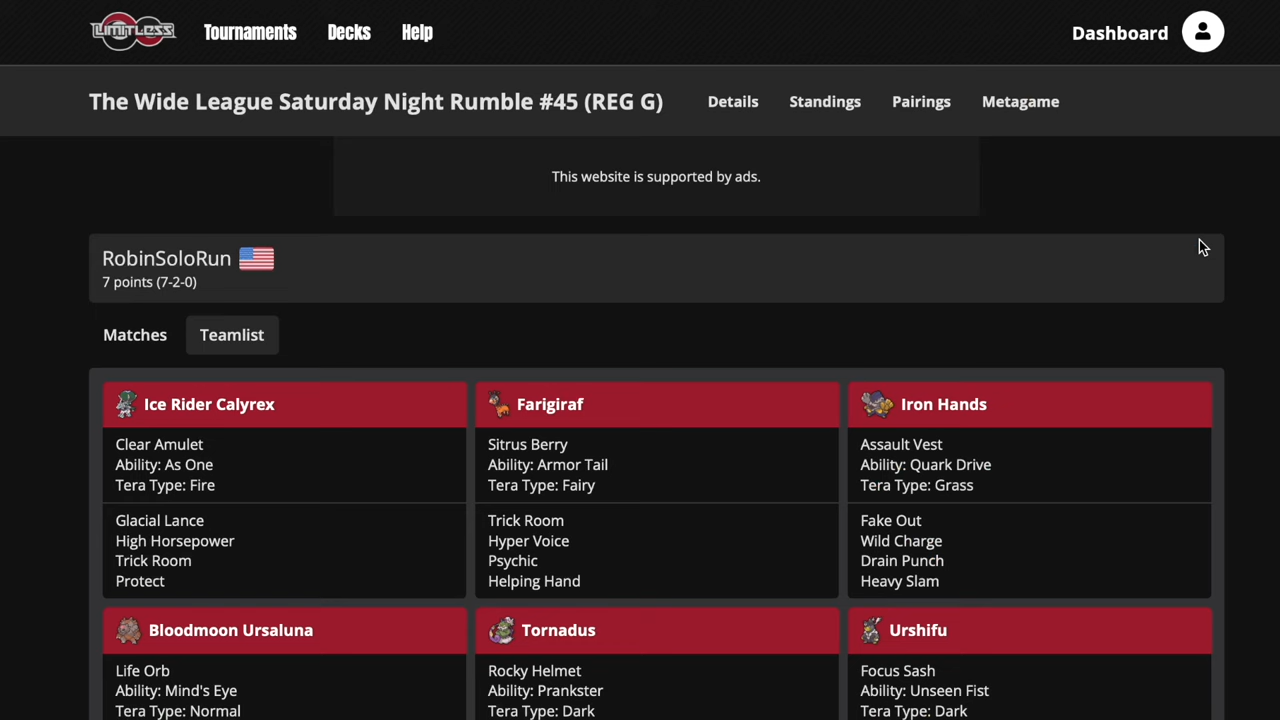 LIMITLESS
Tournaments
Decks
Help
Dashboard
The Wide League Saturday Night Rumble #45 (REG G)
Details
Standings
Pairings
Metagame
This website is supported by ads.
RobinSoloRun
7 points (7-2-0)
Matches
Teamlist
Ice Rider Calyrex
Clear Amulet
Ability: As One
Tera Type: Fire
Glacial Lance
High Horsepower
Trick Room
Protect
Farigiraf
Sitrus Berry
Ability: Armor Tail
Tera Type: Fairy
Trick Room
Hyper Voice
Psychic
Helping Hand
Iron Hands
Assault Vest
Ability: Quark Drive
Tera Type: Grass
Fake Out
Wild Charge
Drain Punch
Heavy Slam
Bloodmoon Ursaluna
Life Orb
Ability: Mind's Eye
Tera Type: Normal
Tornadus
Rocky Helmet
Ability: Prankster
Tera Type: Dark
Urshifu
Focus Sash
Ability: Unseen Fist
Tera Type: Dark